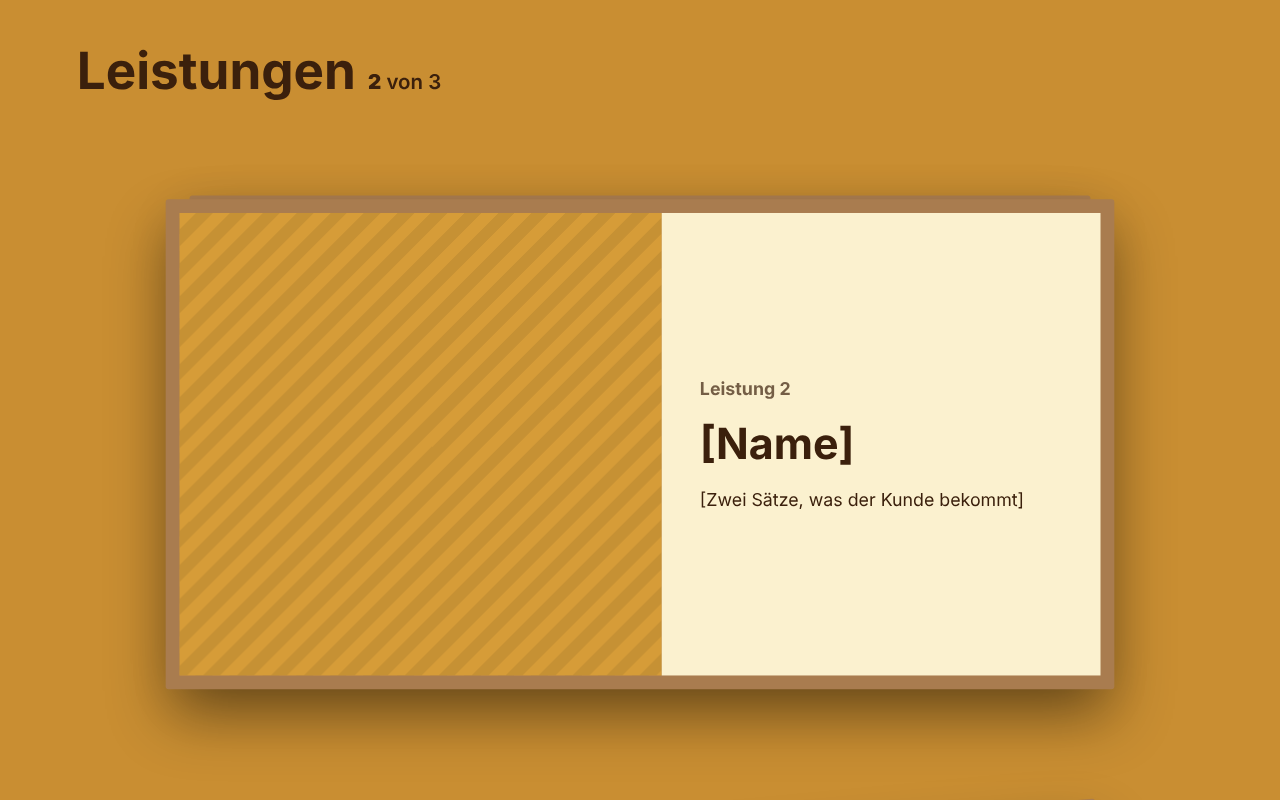 Leistungen 2 von 3
Leistung 2
[Name]
[Zwei Sätze, was der Kunde bekommt]